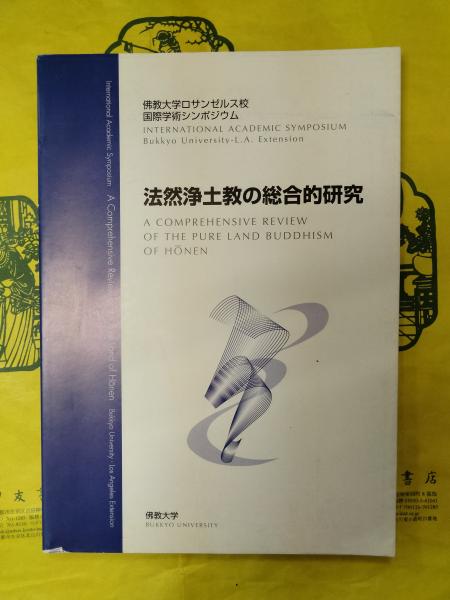 佛教大学ロサンゼルス校
国際学術シンポジウム
INTERNATIONAL ACADEMIC SYMPOSIUM
Bukkyo University-L.A. Extension
法然浄土教の総合的研究
A COMPREHENSIVE REVIEW
OF THE PURE LAND BUDDHISM
OF HŌNEN
佛教大学
BUKKYO UNIVERSITY
International Academic Symposium
A Comprehensive Review
of Hōnen
Bukkyo University - Los Angeles Extension
友書
書店